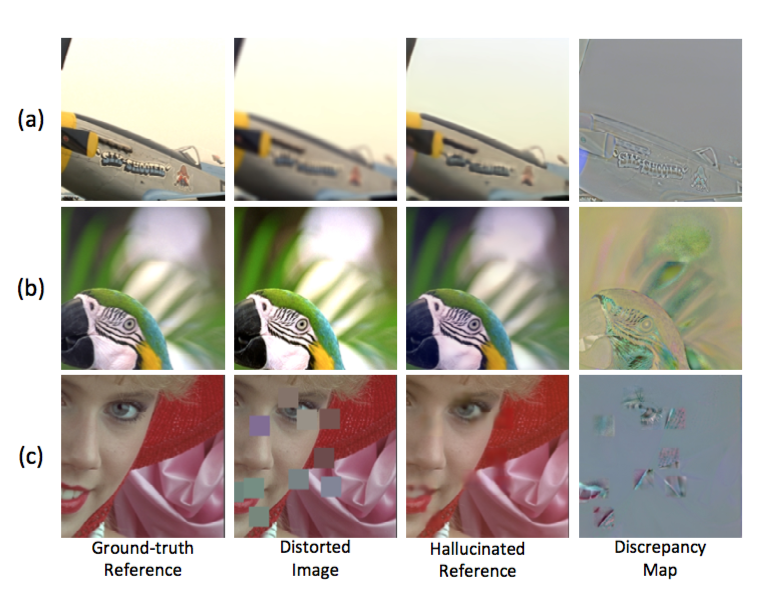 (a)
(b)
(c)
Ground-truth Distorted Hallucinated Discrepancy
Reference Image Reference Map